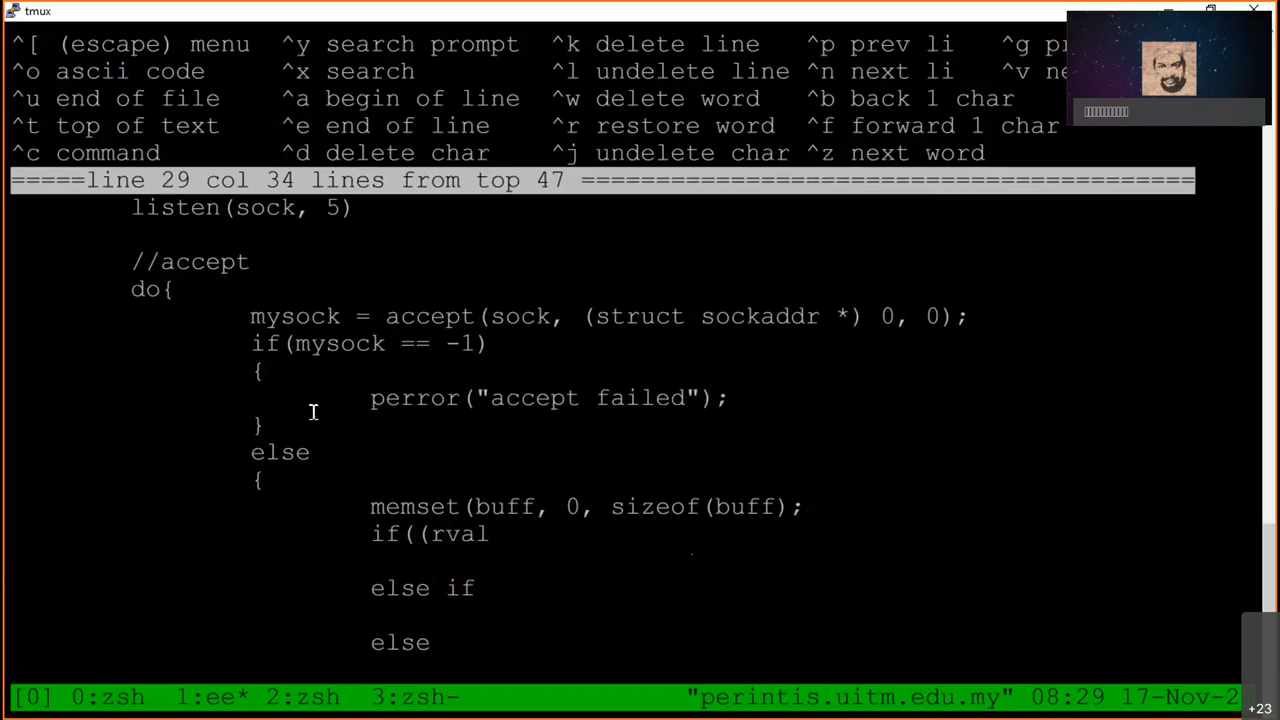 tmux
^[ (escape) menu ^y search prompt ^k delete line ^p prev li ^g
^o ascii code ^x search ^l undelete line ^n next li ^v
^u end of file ^a begin of line ^w delete word ^b back 1 char
^t top of text ^e end of line ^r restore word ^f forward 1 char
^c command ^d delete char ^j undelete char ^z next word
=====line 29 col 34 lines from top 47 =========================================
listen(sock, 5)
//accept
do{
mysock = accept(sock, (struct sockaddr *) 0, 0);
if(mysock == -1)
{
perror("accept failed");
}
else
{
memset(buff, 0, sizeof(buff);
if((rval
else if
else
[0] 0:zsh 1:ee* 2:zsh 3:zsh- "perintis.uitm.edu.my" 08:29 17-Nov-2
+23